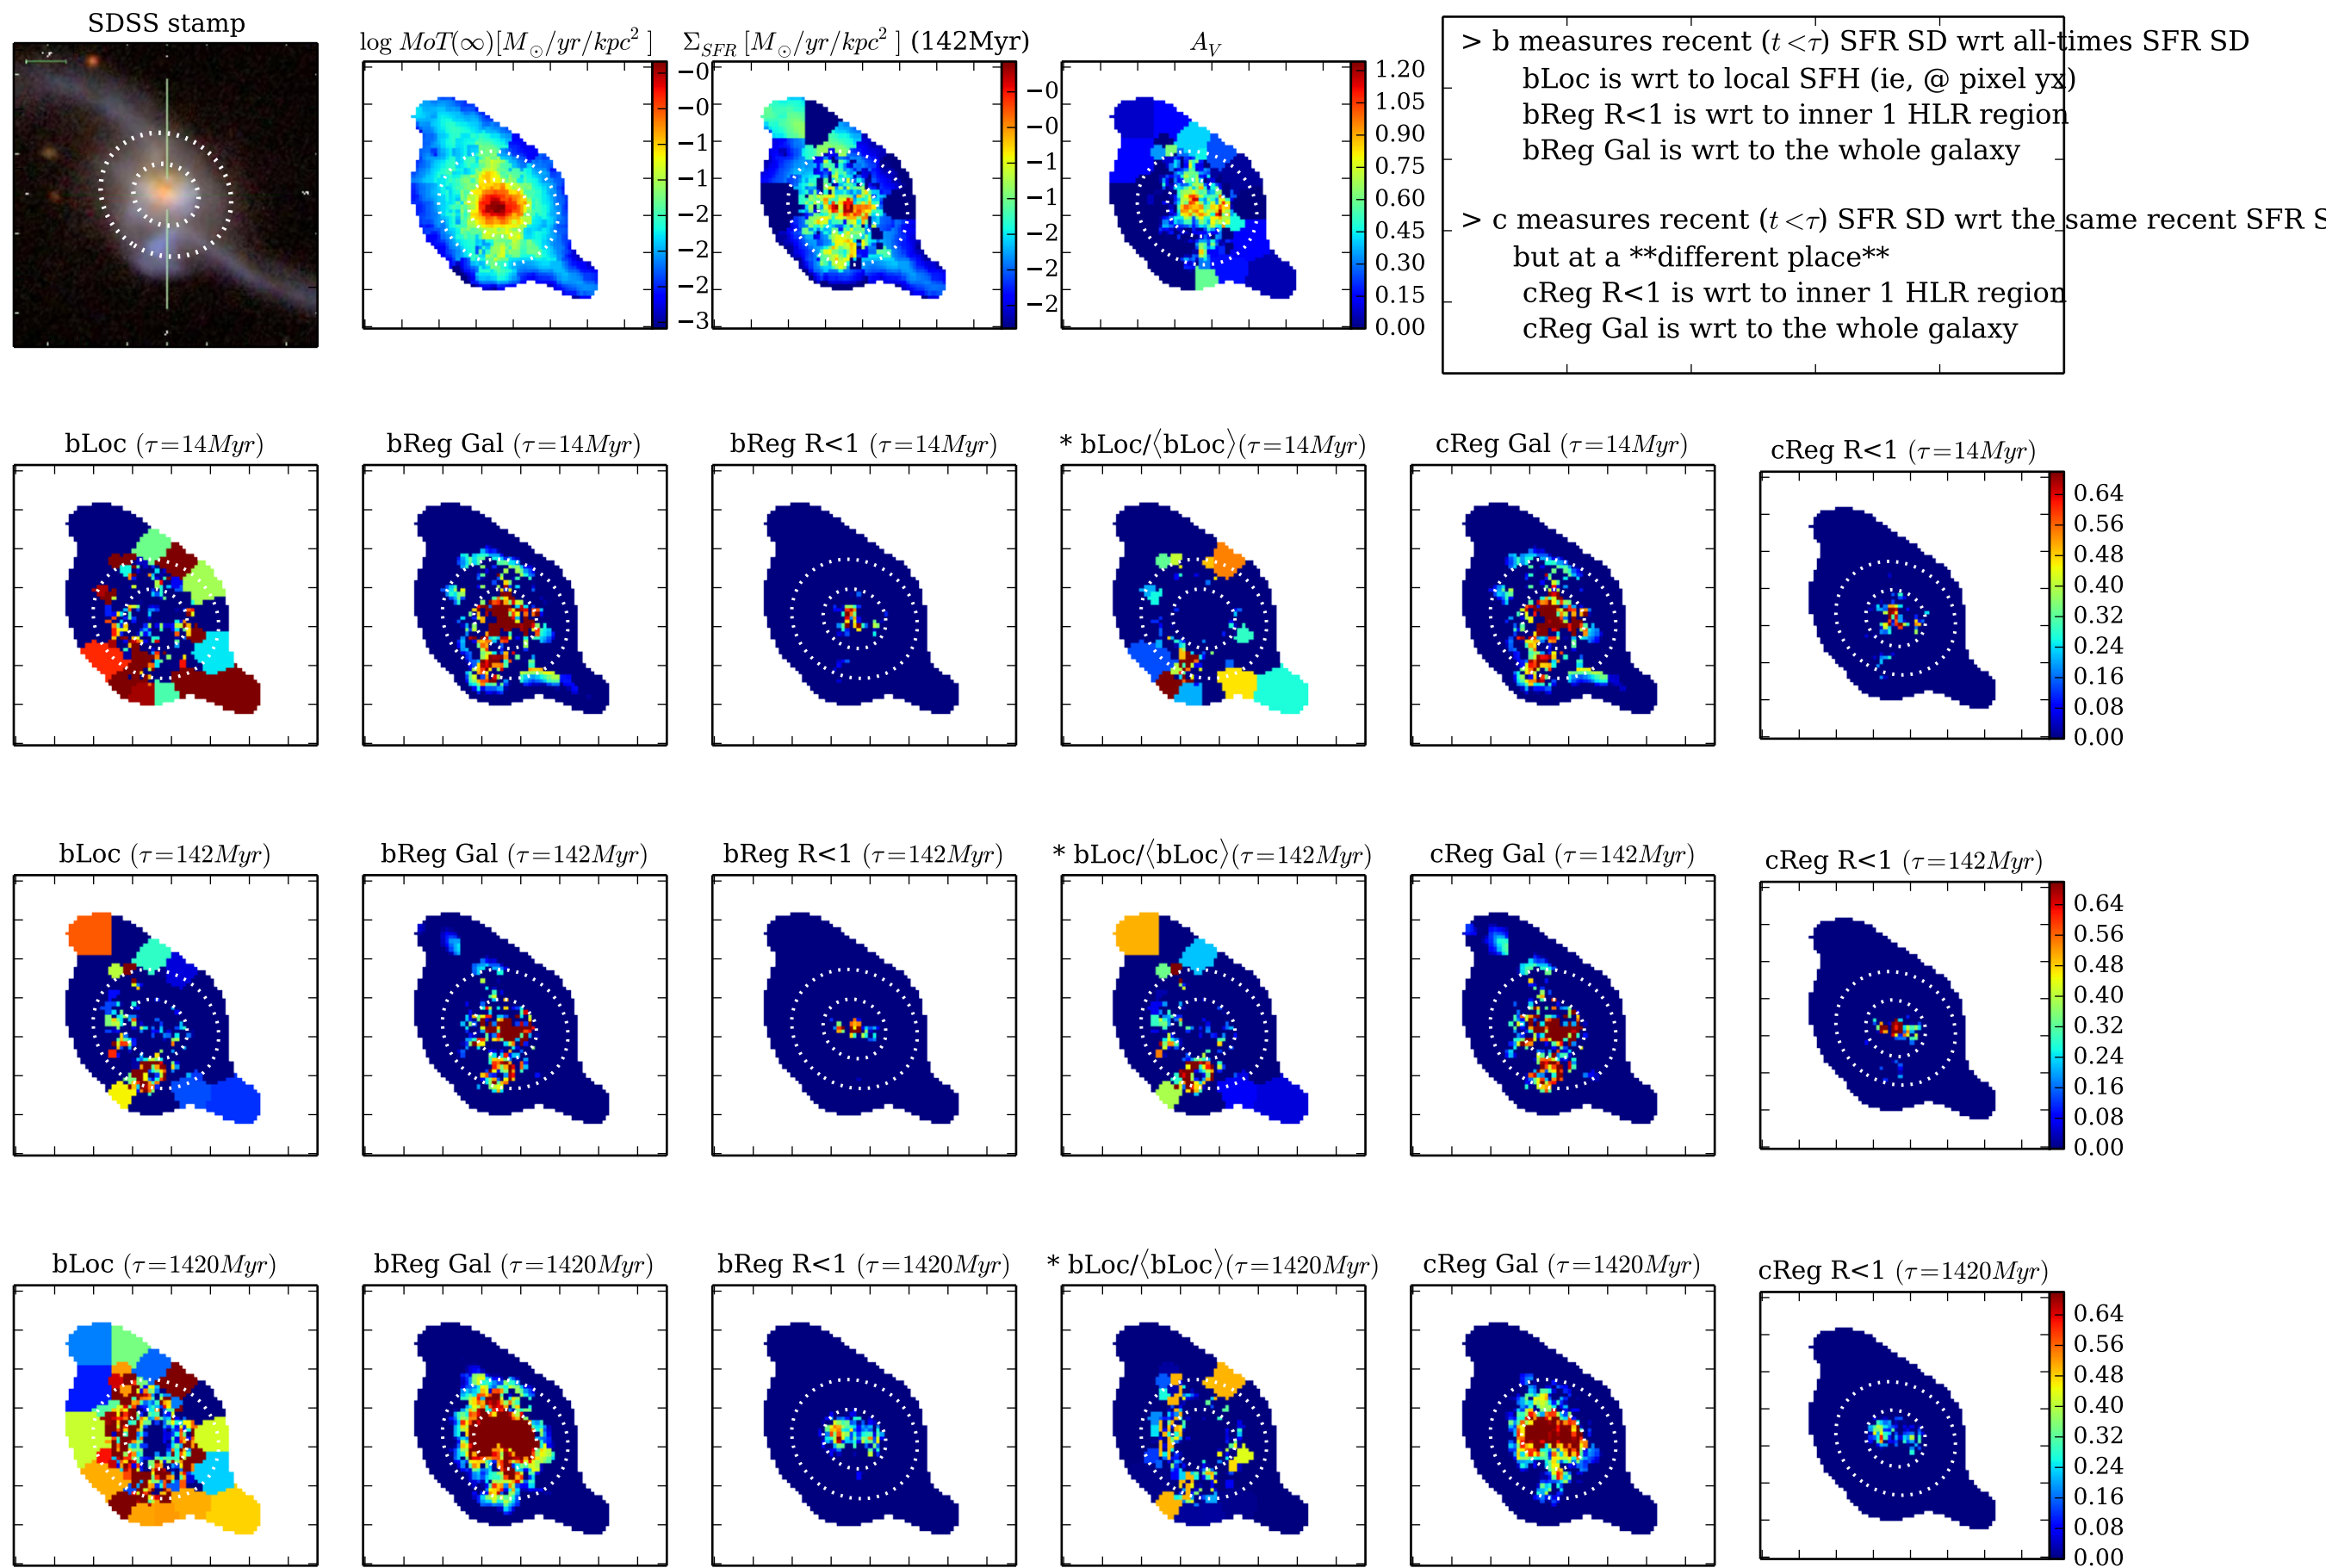 SDSS stamp
log MoT(∞)[M⊙/yr/kpc² ]
Σ_SFR [M⊙/yr/kpc² ] (142Myr)
A_V
−0
−0
−1
−1
−2
−2
−2
−3
−0
−0
−1
−1
−2
−2
−2
1.20
1.05
0.90
0.75
0.60
0.45
0.30
0.15
0.00
> b measures recent (t<τ) SFR SD wrt all-times SFR SD
bLoc is wrt to local SFH (ie, @ pixel yx)
bReg R<1 is wrt to inner 1 HLR region
bReg Gal is wrt to the whole galaxy
> c measures recent (t<τ) SFR SD wrt the same recent SFR S
but at a **different place**
cReg R<1 is wrt to inner 1 HLR region
cReg Gal is wrt to the whole galaxy
bLoc (τ=14Myr)
bReg Gal (τ=14Myr)
bReg R<1 (τ=14Myr)
* bLoc/⟨bLoc⟩(τ=14Myr)
cReg Gal (τ=14Myr)
cReg R<1 (τ=14Myr)
0.64
0.56
0.48
0.40
0.32
0.24
0.16
0.08
0.00
bLoc (τ=142Myr)
bReg Gal (τ=142Myr)
bReg R<1 (τ=142Myr)
* bLoc/⟨bLoc⟩(τ=142Myr)
cReg Gal (τ=142Myr)
cReg R<1 (τ=142Myr)
0.64
0.56
0.48
0.40
0.32
0.24
0.16
0.08
0.00
bLoc (τ=1420Myr)
bReg Gal (τ=1420Myr)
bReg R<1 (τ=1420Myr)
* bLoc/⟨bLoc⟩(τ=1420Myr)
cReg Gal (τ=1420Myr)
cReg R<1 (τ=1420Myr)
0.64
0.56
0.48
0.40
0.32
0.24
0.16
0.08
0.00